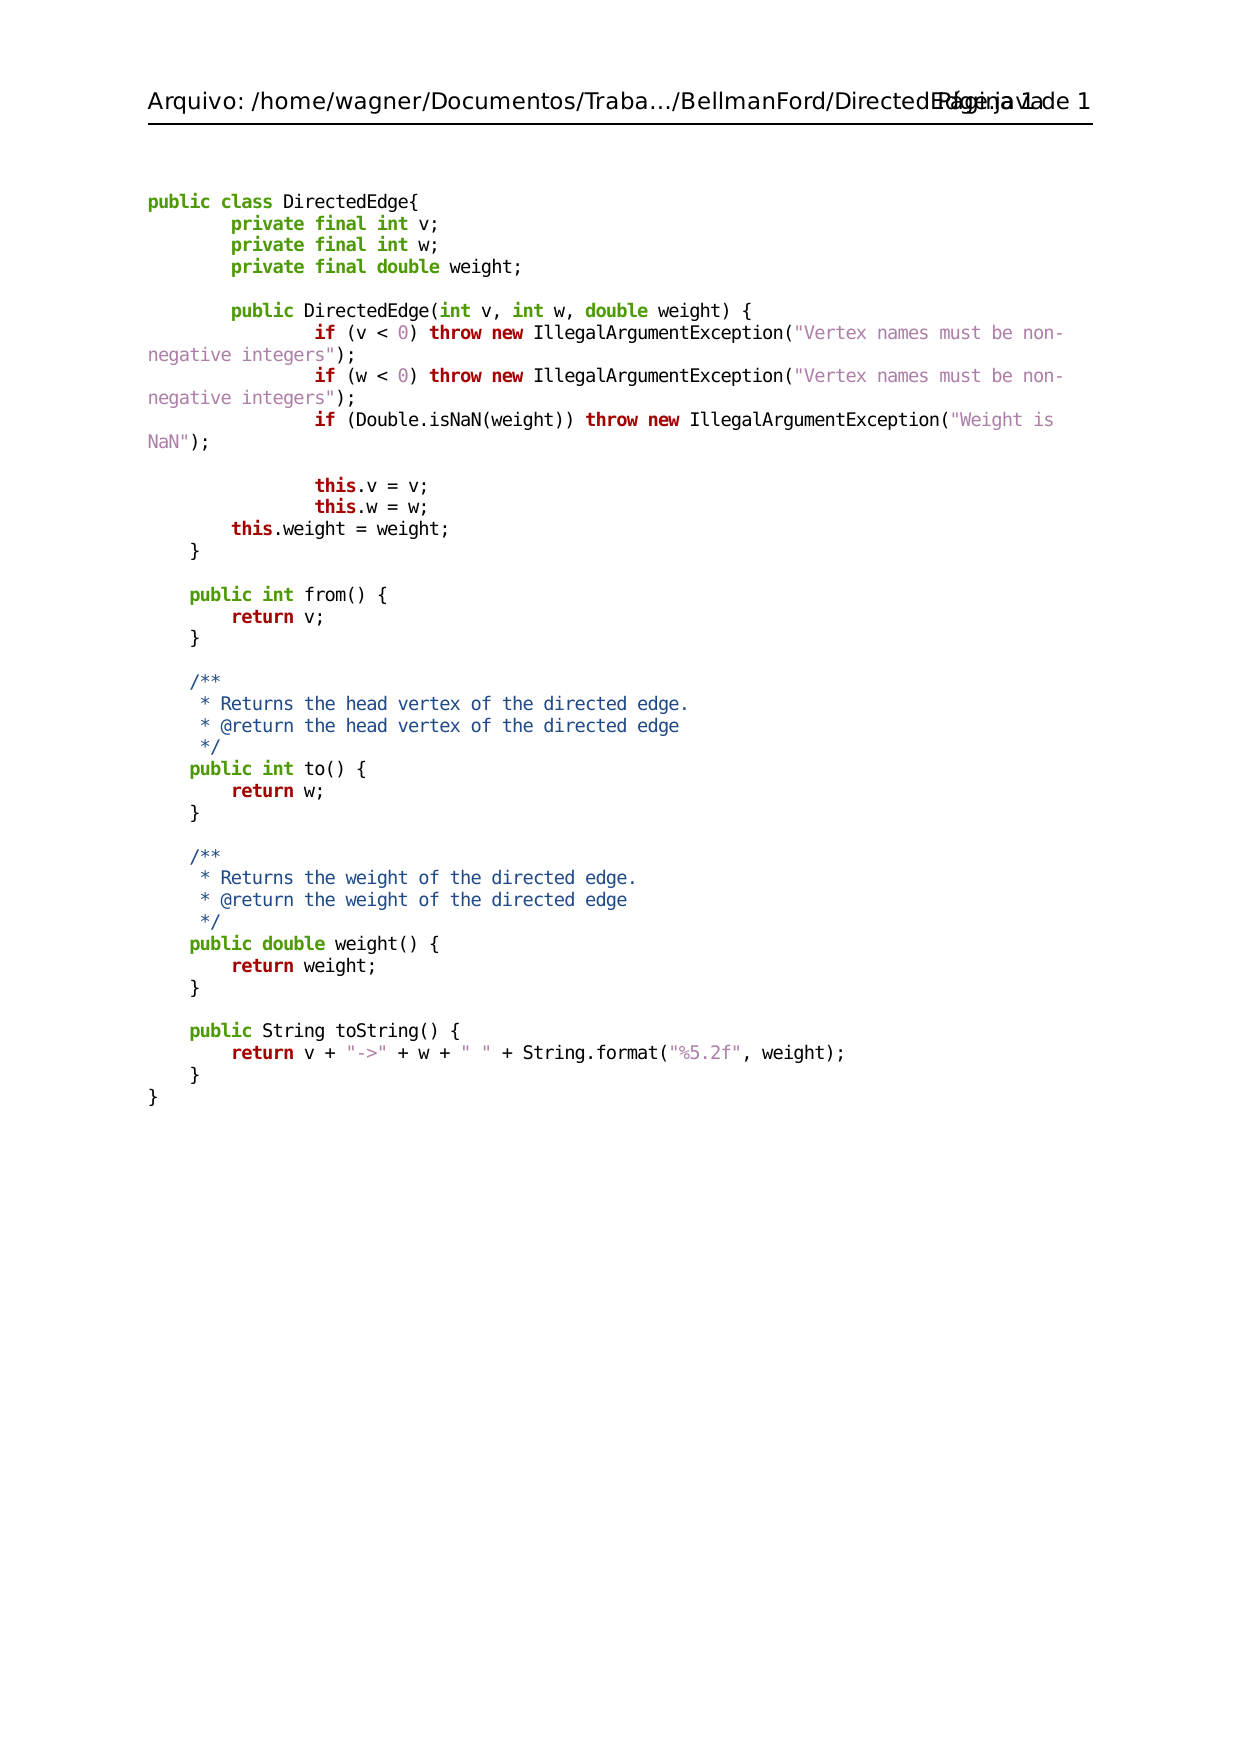 Arquivo: /home/wagner/Documentos/Traba…/BellmanFord/DirectedEdge.java Página 1 de 1
public class DirectedEdge{
        private final int v;
        private final int w;
        private final double weight;
        public DirectedEdge(int v, int w, double weight) {
                if (v < 0) throw new IllegalArgumentException("Vertex names must be non-
negative integers");
                if (w < 0) throw new IllegalArgumentException("Vertex names must be non-
negative integers");
                if (Double.isNaN(weight)) throw new IllegalArgumentException("Weight is
NaN");
                this.v = v;
                this.w = w;
        this.weight = weight;
    }
    public int from() {
        return v;
    }
    /**
     * Returns the head vertex of the directed edge.
     * @return the head vertex of the directed edge
     */
    public int to() {
        return w;
    }
    /**
     * Returns the weight of the directed edge.
     * @return the weight of the directed edge
     */
    public double weight() {
        return weight;
    }
    public String toString() {
        return v + "->" + w + " " + String.format("%5.2f", weight);
    }
}